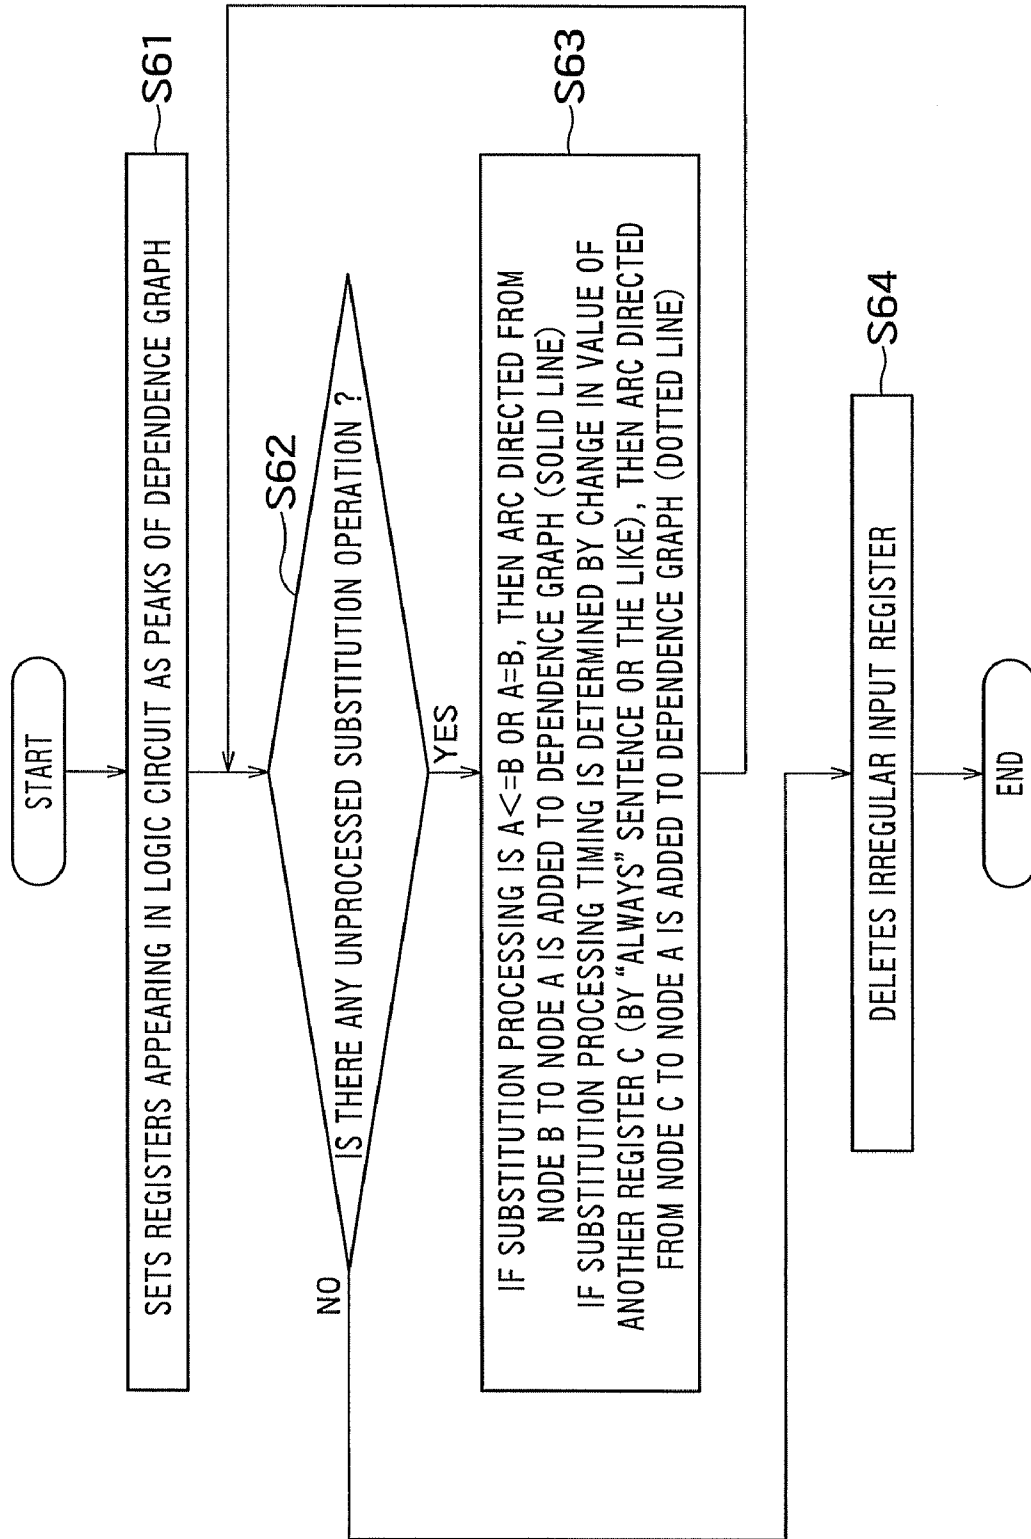 START
SETS REGISTERS APPEARING IN LOGIC CIRCUIT AS PEAKS OF DEPENDENCE GRAPH
S61
IS THERE ANY UNPROCESSED SUBSTITUTION OPERATION ?
S62
NO
YES
IF SUBSTITUTION PROCESSING IS A<=B OR A=B, THEN ARC DIRECTED FROM
NODE B TO NODE A IS ADDED TO DEPENDENCE GRAPH (SOLID LINE)
IF SUBSTITUTION PROCESSING TIMING IS DETERMINED BY CHANGE IN VALUE OF
ANOTHER REGISTER C (BY “ALWAYS” SENTENCE OR THE LIKE), THEN ARC DIRECTED
FROM NODE C TO NODE A IS ADDED TO DEPENDENCE GRAPH (DOTTED LINE)
S63
DELETES IRREGULAR INPUT REGISTER
S64
END